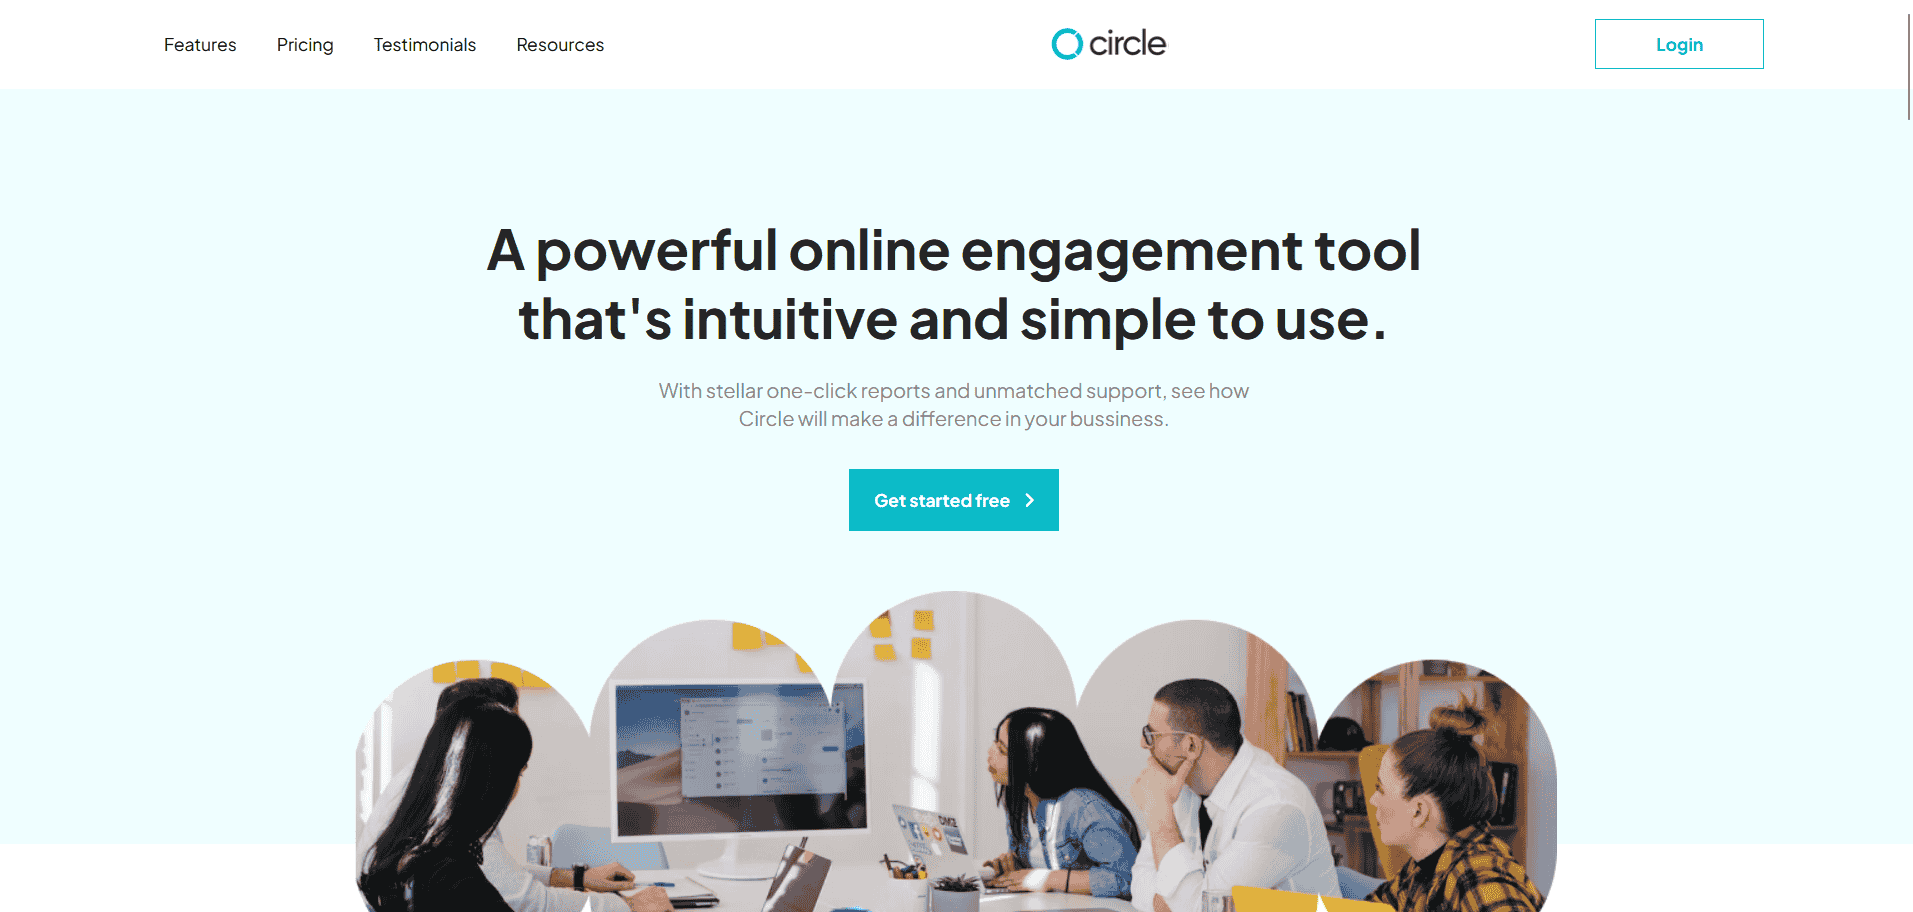 Features Pricing Testimonials Resources circle Login
A powerful online engagement tool
that's intuitive and simple to use.
With stellar one-click reports and unmatched support, see how
Circle will make a difference in your bussiness.
Get started free